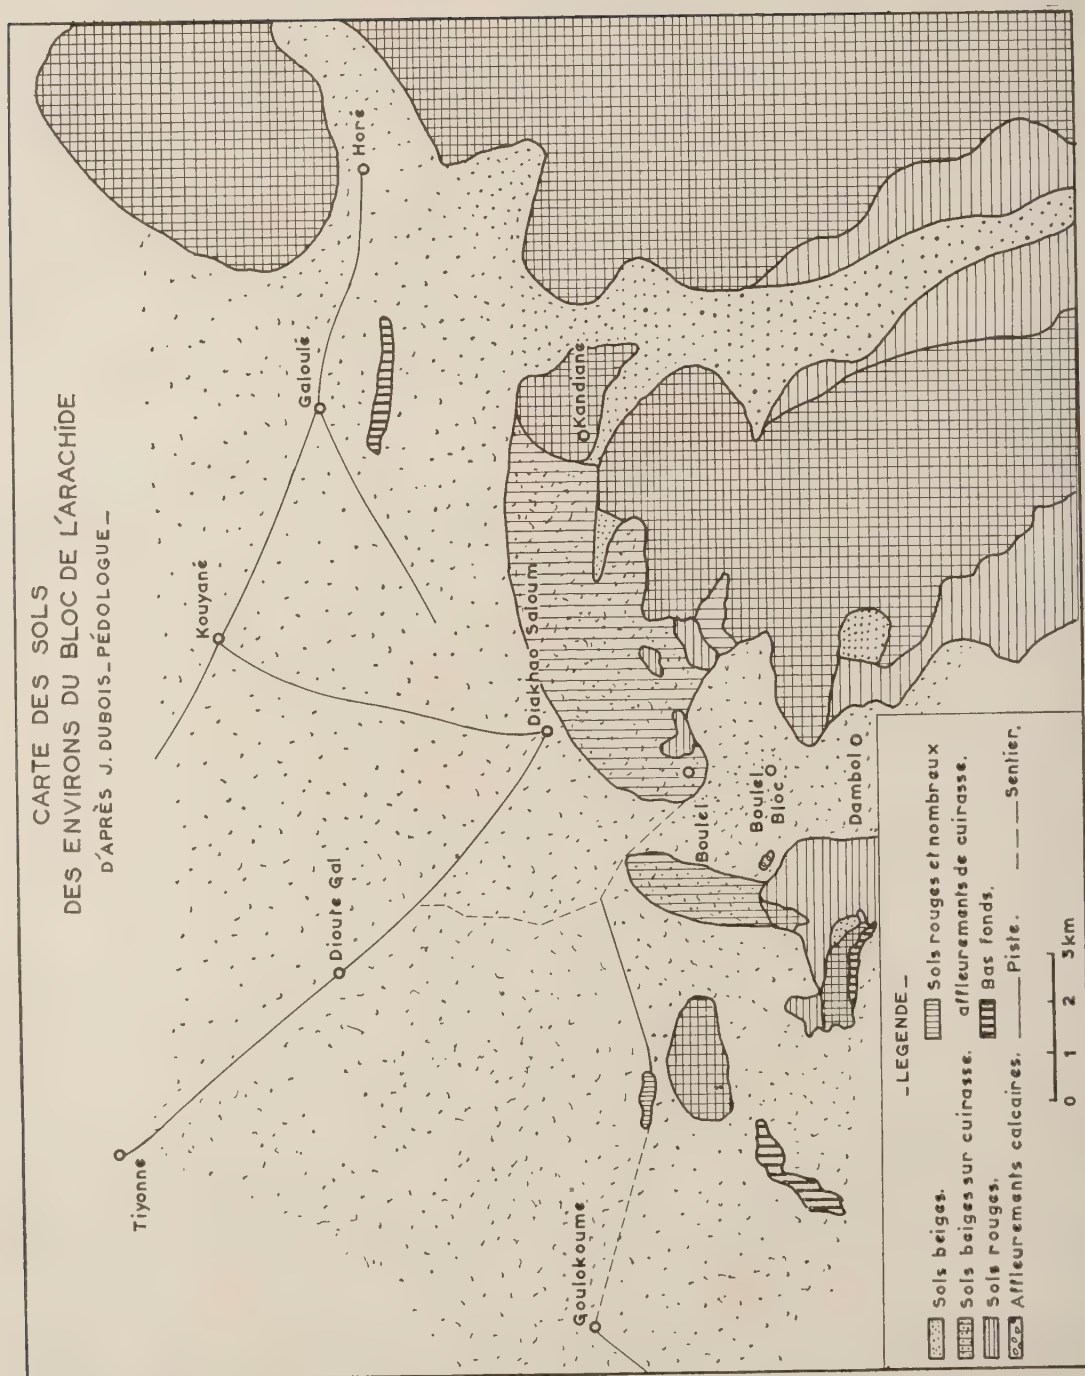 CARTE DES SOLS
DES ENVIRONS DU BLOC DE L'ARACHIDE
D'APRÈS J. DUBOIS_PÉDOLOGUE_
Tiyonne
Dioute Gal
Kouyané
Galoulé
Horé
Goulokoume
Diakhao Saloum
Kandiane
Boulel
Boulel
Bloc
Dambol
_LEGENDE_
Sols beiges.
Sols beiges sur cuirasse.
Sols rouges.
Affleurements calcaires.
Sols rouges et nombreux
affleurements de cuirasse.
Bas fonds.
Piste.
Sentier.
0 1 2 3km